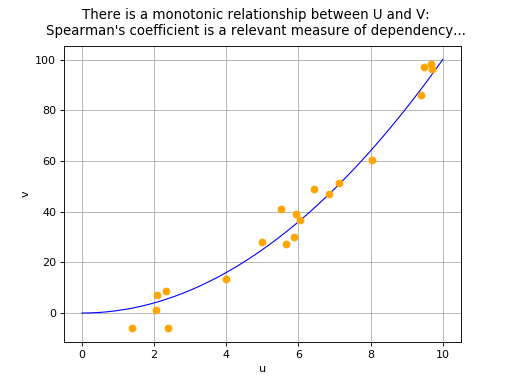 There is a monotonic relationship between U and V:
Spearman's coefficient is a relevant measure of dependency...
100
80
60
40
20
0
v
0 2 4 6 8 10
u